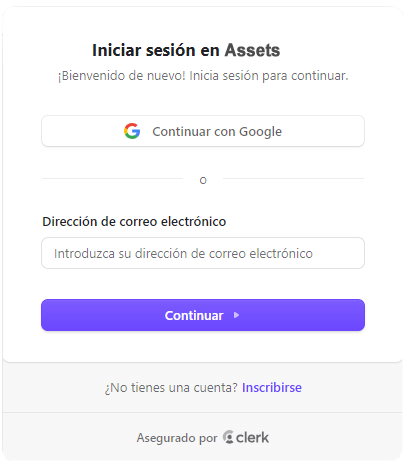 Iniciar sesión en Assets
¡Bienvenido de nuevo! Inicia sesión para continuar.
Continuar con Google
o
Dirección de correo electrónico
Introduzca su dirección de correo electrónico
Continuar
¿No tienes una cuenta? Inscribirse
Asegurado por clerk